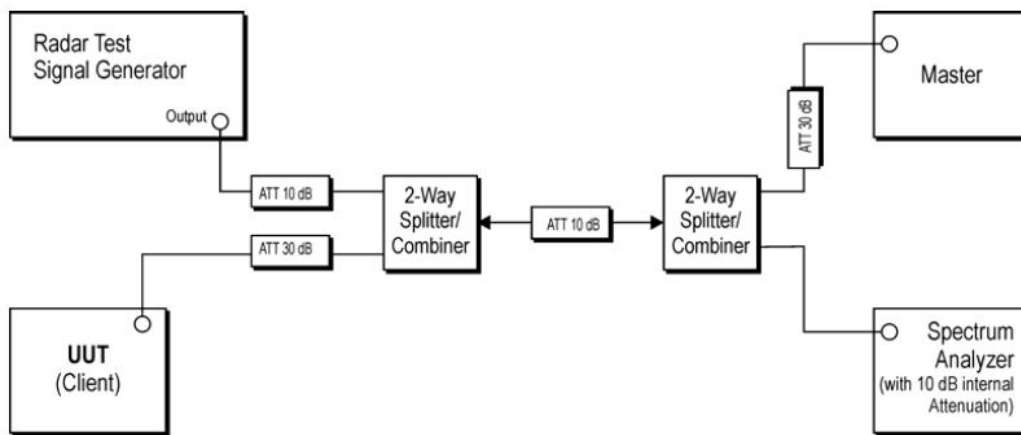 Radar Test
Signal Generator
Output
ATT 10 dB
ATT 30 dB
UUT
(Client)
2-Way
Splitter/
Combiner
ATT 10 dB
2-Way
Splitter/
Combiner
ATT 30 dB
Master
Spectrum
Analyzer
(with 10 dB internal
Attenuation)